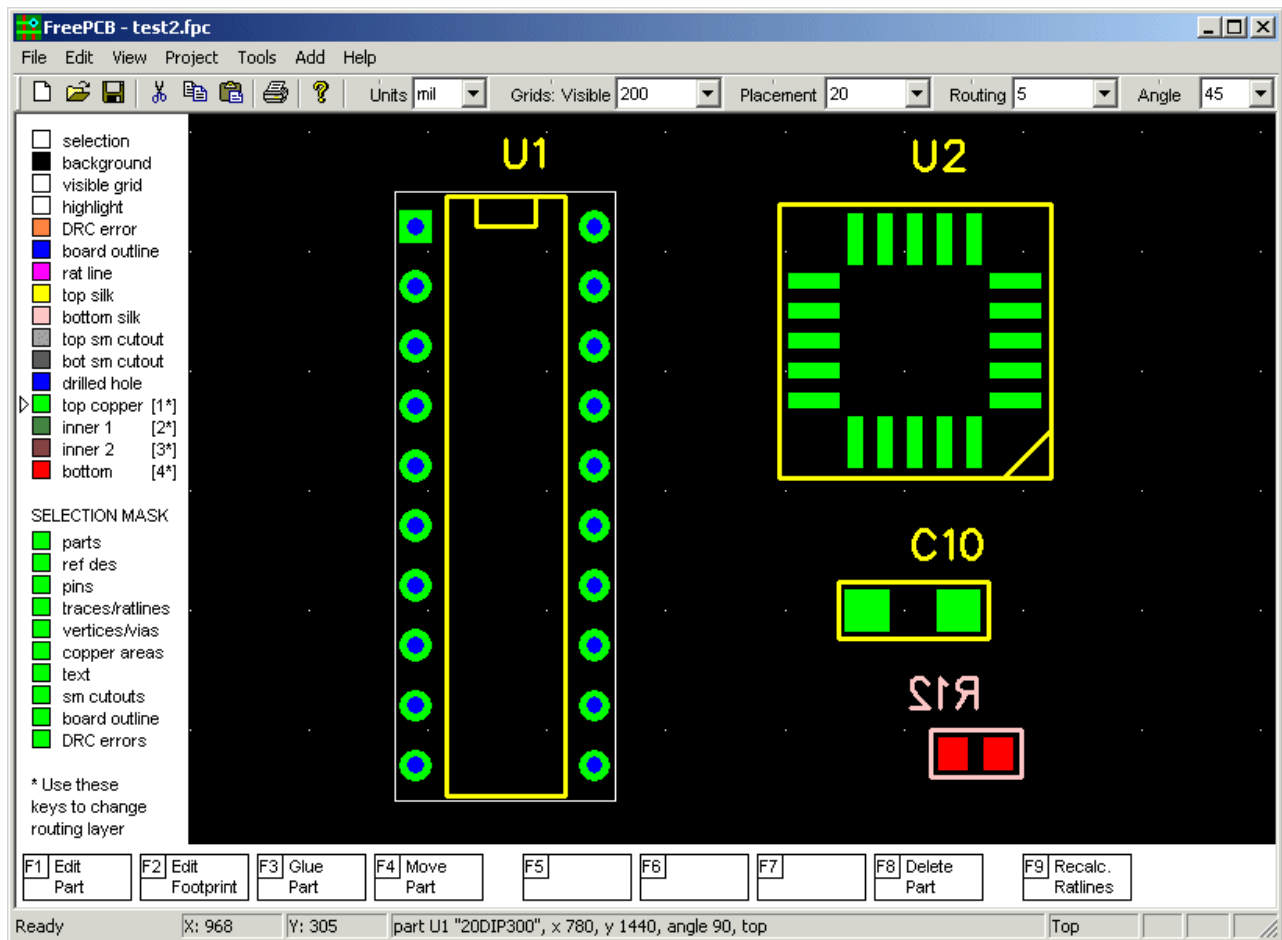 FreePCB - test2.fpc
File Edit View Project Tools Add Help
Units mil Grids: Visible 200 Placement 20 Routing 5 Angle 45
selection
background
visible grid
highlight
DRC error
board outline
rat line
top silk
bottom silk
top sm cutout
bot sm cutout
drilled hole
top copper [1*]
inner 1 [2*]
inner 2 [3*]
bottom [4*]
SELECTION MASK
parts
ref des
pins
traces/ratlines
vertices/vias
copper areas
text
sm cutouts
board outline
DRC errors
* Use these
keys to change
routing layer
U1
U2
C10
R12
F1 Edit Part
F2 Edit Footprint
F3 Glue Part
F4 Move Part
F5
F6
F7
F8 Delete Part
F9 Recalc. Ratlines
Ready X: 968 Y: 305 part U1 "20DIP300", x 780, y 1440, angle 90, top Top